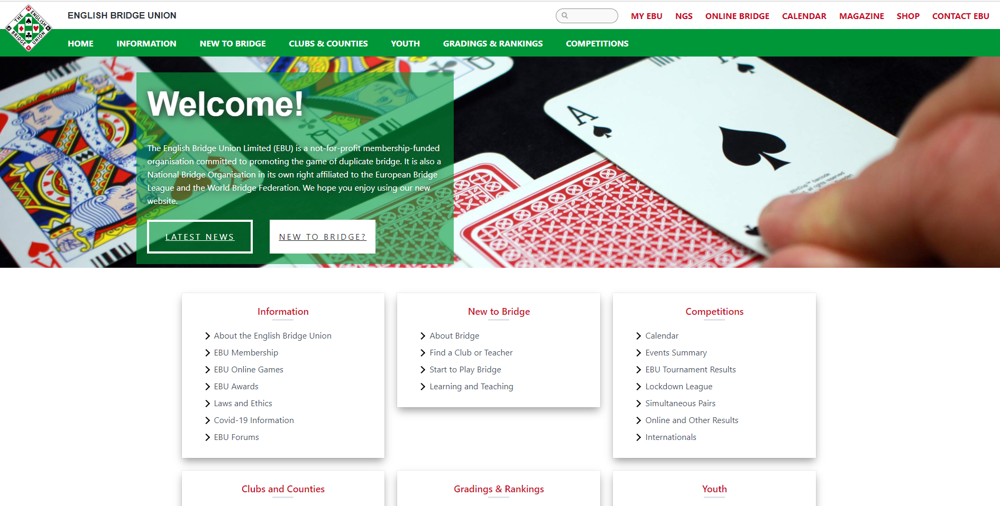 THE ENGLISH
BRIDGE UNION
N
E
S
W
ENGLISH BRIDGE UNION
MY EBU
NGS
ONLINE BRIDGE
CALENDAR
MAGAZINE
SHOP
CONTACT EBU
HOME
INFORMATION
NEW TO BRIDGE
CLUBS & COUNTIES
YOUTH
GRADINGS & RANKINGS
COMPETITIONS
K
Q
Q
A
K
Welcome!
The English Bridge Union Limited (EBU) is a not-for-profit membership-funded
organisation committed to promoting the game of duplicate bridge. It is also a
National Bridge Organisation in its own right affiliated to the European Bridge
League and the World Bridge Federation. We hope you enjoy using our new
website.
LATEST NEWS
NEW TO BRIDGE?
barcode
all rights reserved
Information
About the English Bridge Union
EBU Membership
EBU Online Games
EBU Awards
Laws and Ethics
Covid-19 Information
EBU Forums
New to Bridge
About Bridge
Find a Club or Teacher
Start to Play Bridge
Learning and Teaching
Competitions
Calendar
Events Summary
EBU Tournament Results
Lockdown League
Simultaneous Pairs
Online and Other Results
Internationals
Clubs and Counties
Gradings & Rankings
Youth